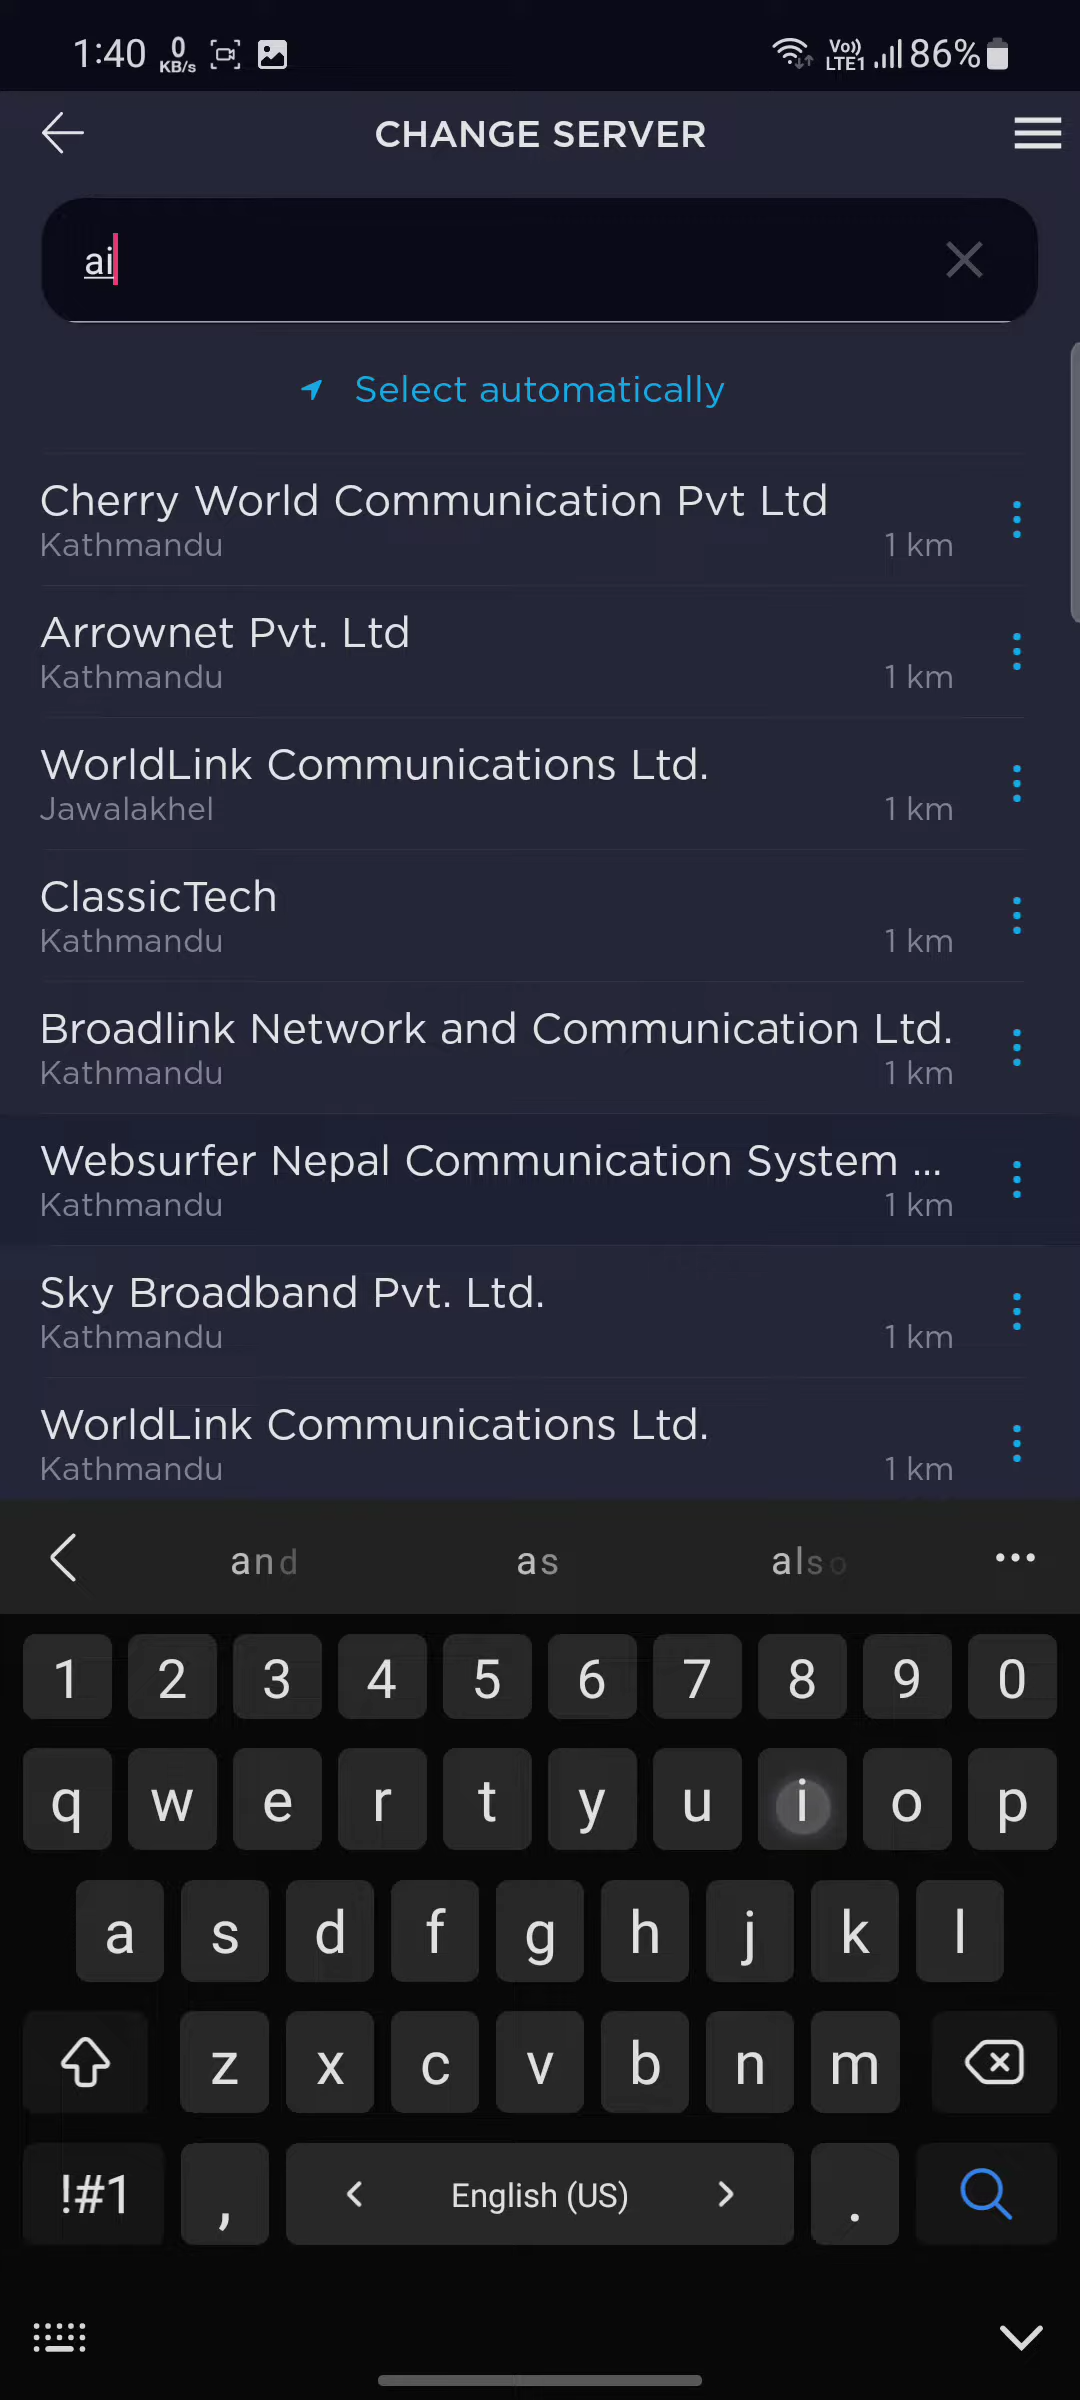 1:40 0 KB/s Vo)) LTE1 86%
CHANGE SERVER
ai
Select automatically
Cherry World Communication Pvt Ltd
Kathmandu 1 km
Arrownet Pvt. Ltd
Kathmandu 1 km
WorldLink Communications Ltd.
Jawalakhel 1 km
ClassicTech
Kathmandu 1 km
Broadlink Network and Communication Ltd.
Kathmandu 1 km
Websurfer Nepal Communication System ...
Kathmandu 1 km
Sky Broadband Pvt. Ltd.
Kathmandu 1 km
WorldLink Communications Ltd.
Kathmandu 1 km
and as also
1 2 3 4 5 6 7 8 9 0
q w e r t y u i o p
a s d f g h j k l
z x c v b n m
!#1 , English (US) .